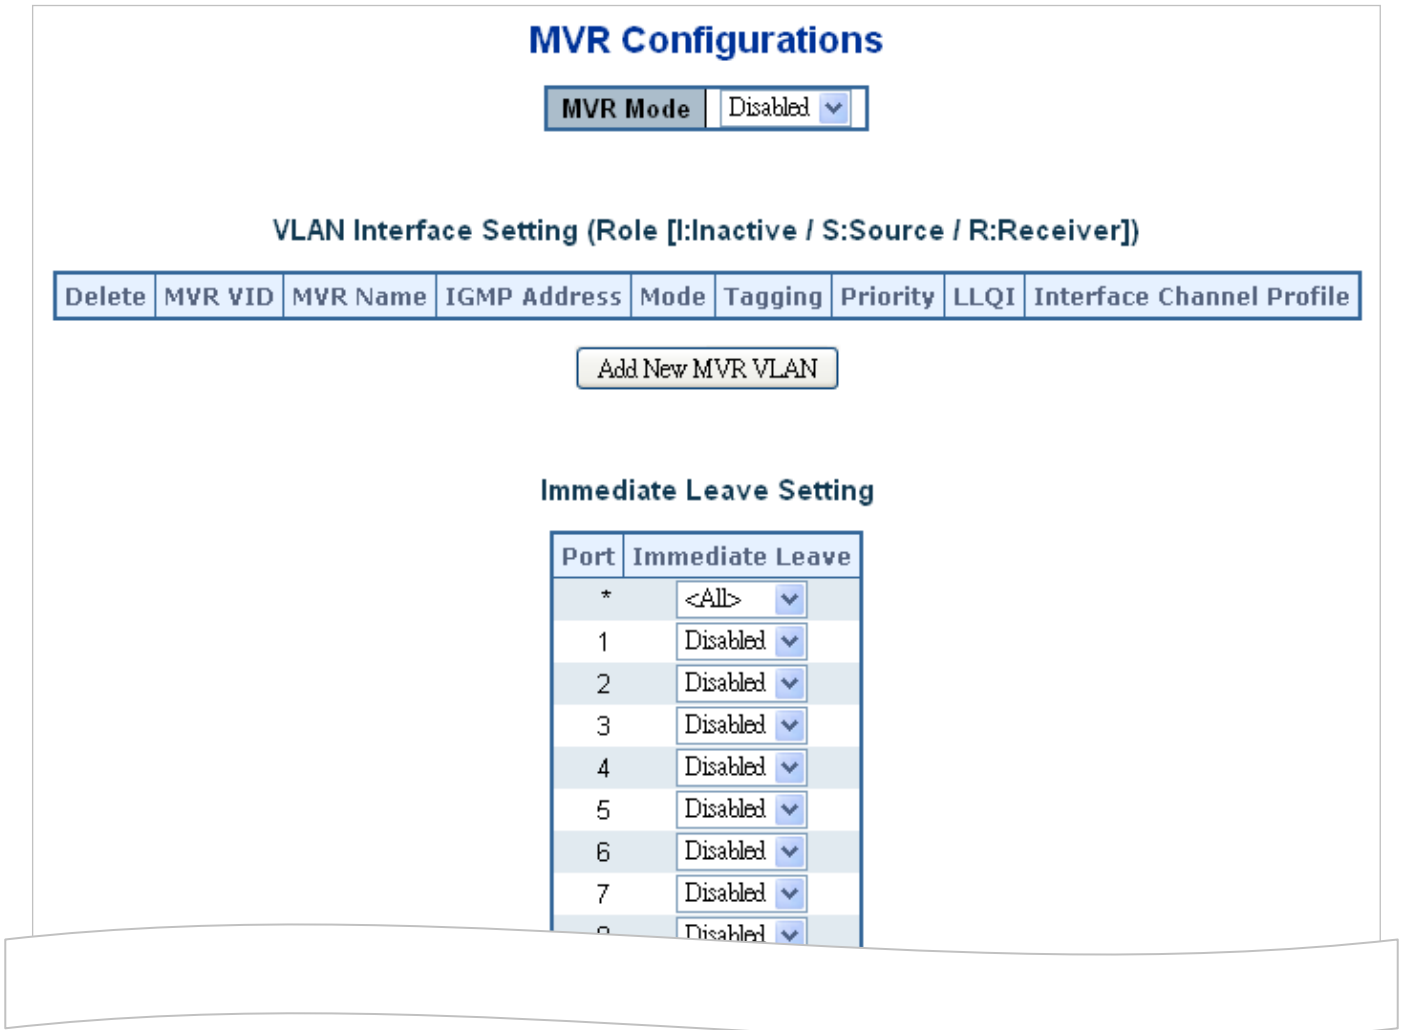 MVR Configurations
MVR Mode Disabled
VLAN Interface Setting (Role [I:Inactive / S:Source / R:Receiver])
Delete MVR VID MVR Name IGMP Address Mode Tagging Priority LLQI Interface Channel Profile
Add New MVR VLAN
Immediate Leave Setting
Port Immediate Leave
* <All>
1 Disabled
2 Disabled
3 Disabled
4 Disabled
5 Disabled
6 Disabled
7 Disabled
Disabled